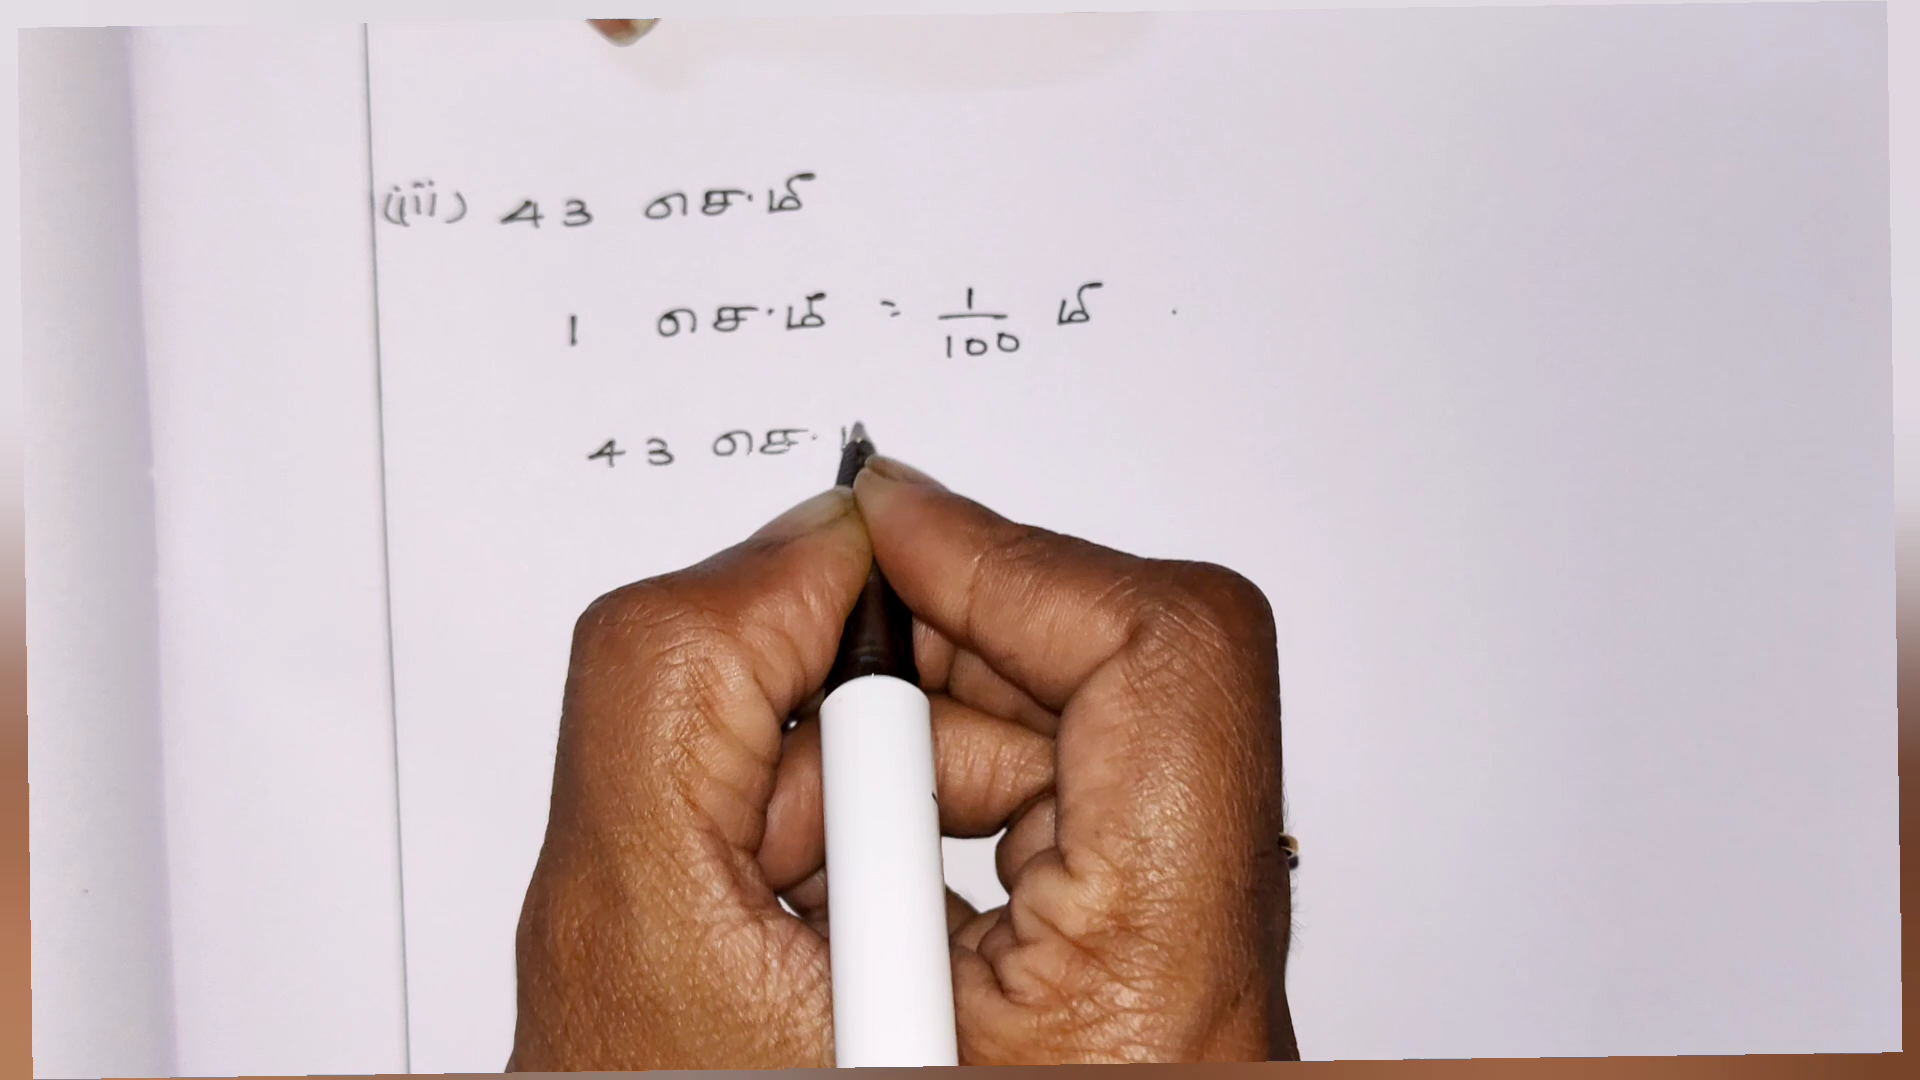 (iii) 43 செ.மீ
1 செ.மீ = 1/100 மீ .
43 செ.